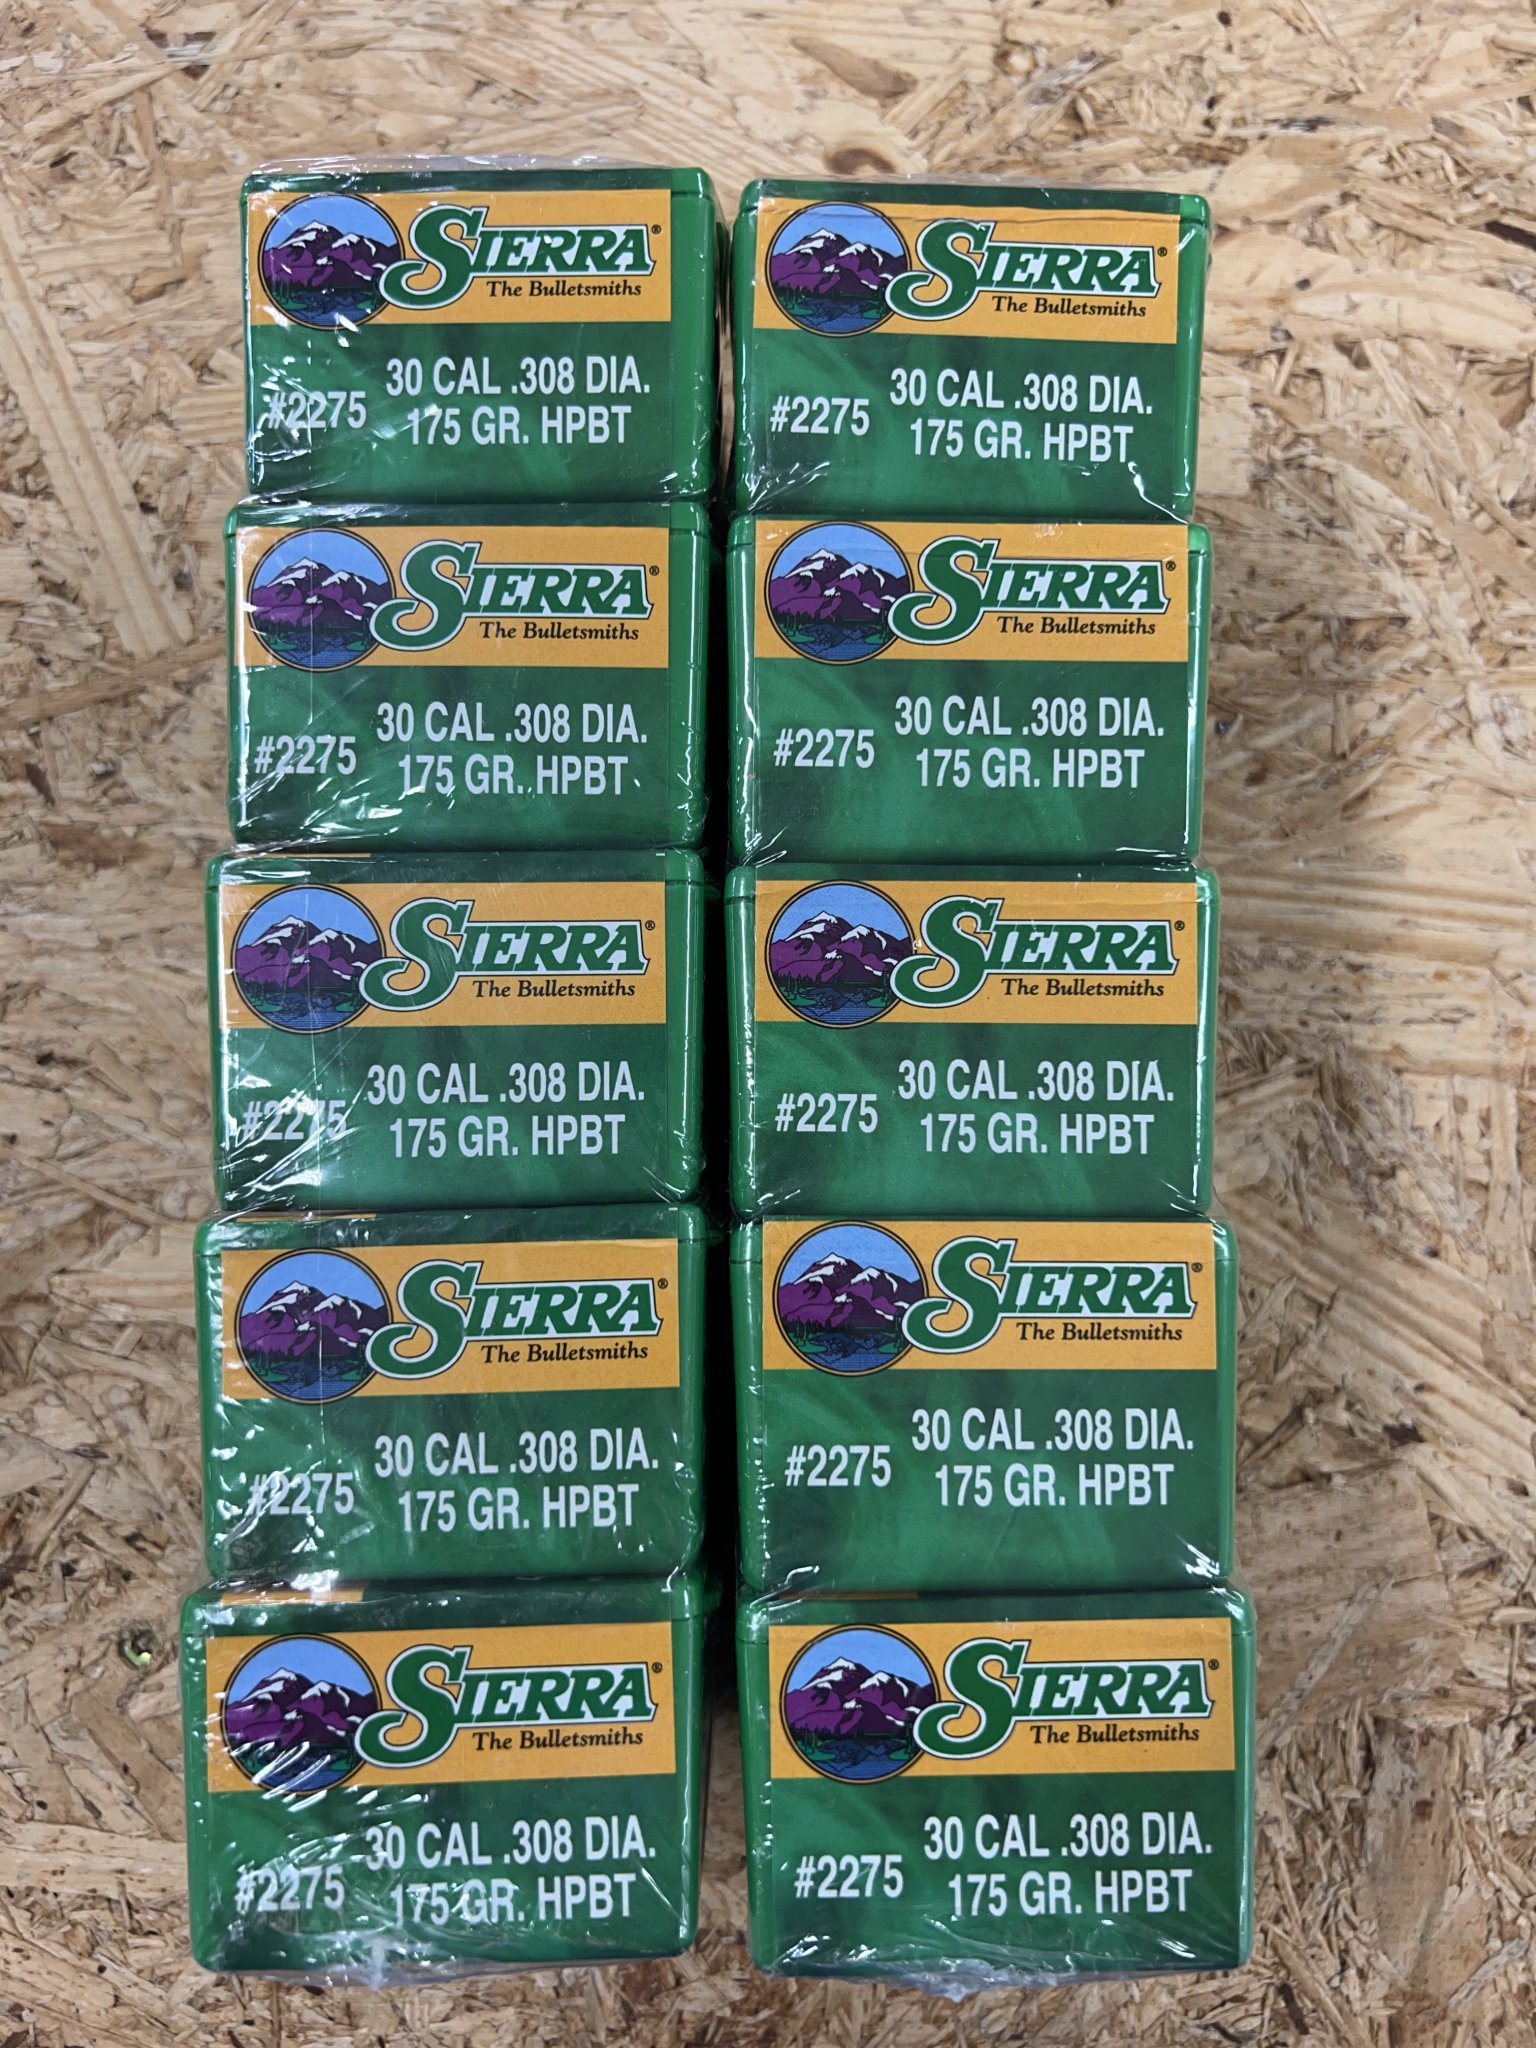 SIERRA®
The Bulletsmiths
30 CAL .308 DIA.
#2275
175 GR. HPBT
SIERRA®
The Bulletsmiths
30 CAL .308 DIA.
#2275
175 GR. HPBT
SIERRA®
The Bulletsmiths
30 CAL .308 DIA.
#2275
175 GR. HPBT
SIERRA®
The Bulletsmiths
30 CAL .308 DIA.
#2275
175 GR. HPBT
SIERRA®
The Bulletsmiths
30 CAL .308 DIA.
#2275
175 GR. HPBT
SIERRA®
The Bulletsmiths
30 CAL .308 DIA.
#2275
175 GR. HPBT
SIERRA®
The Bulletsmiths
30 CAL .308 DIA.
#2275
175 GR. HPBT
SIERRA®
The Bulletsmiths
30 CAL .308 DIA.
#2275
175 GR. HPBT
SIERRA®
The Bulletsmiths
30 CAL .308 DIA.
#2275
175 GR. HPBT
SIERRA®
The Bulletsmiths
30 CAL .308 DIA.
#2275
175 GR. HPBT